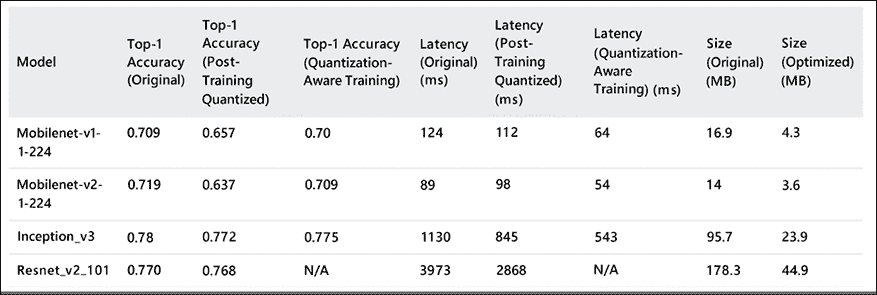 Model | Top-1 Accuracy (Original) | Top-1 Accuracy (Post-Training Quantized) | Top-1 Accuracy (Quantization-Aware Training) | Latency (Original) (ms) | Latency (Post-Training Quantized) (ms) | Latency (Quantization-Aware Training) (ms) | Size (Original) (MB) | Size (Optimized) (MB)
Mobilenet-v1-1-224 | 0.709 | 0.657 | 0.70 | 124 | 112 | 64 | 16.9 | 4.3
Mobilenet-v2-1-224 | 0.719 | 0.637 | 0.709 | 89 | 98 | 54 | 14 | 3.6
Inception_v3 | 0.78 | 0.772 | 0.775 | 1130 | 845 | 543 | 95.7 | 23.9
Resnet_v2_101 | 0.770 | 0.768 | N/A | 3973 | 2868 | N/A | 178.3 | 44.9